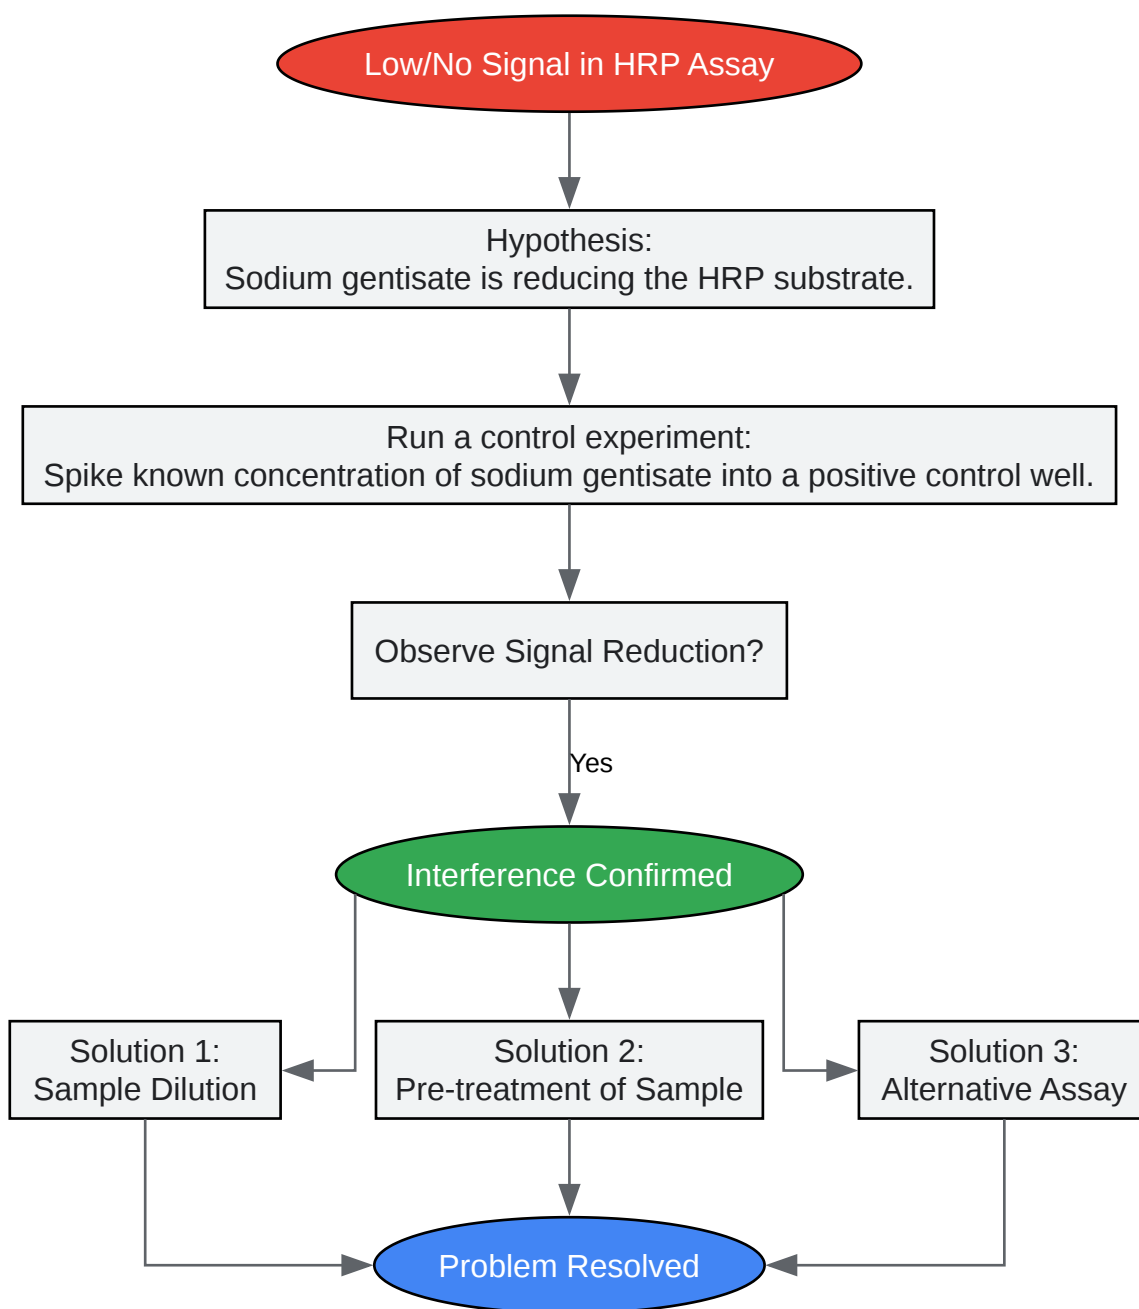 Low/No Signal in HRP Assay
Hypothesis:
Sodium gentisate is reducing the HRP substrate.
Run a control experiment:
Spike known concentration of sodium gentisate into a positive control well.
Observe Signal Reduction?
Yes
Interference Confirmed
Solution 1:
Sample Dilution
Solution 2:
Pre-treatment of Sample
Solution 3:
Alternative Assay
Problem Resolved